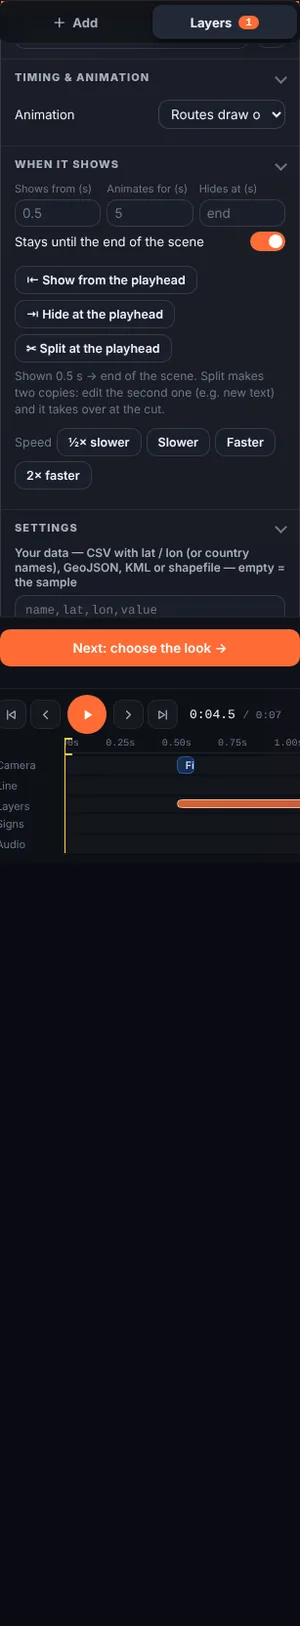 + Add
Layers 1
TIMING & ANIMATION
Animation
Routes draw o
WHEN IT SHOWS
Shows from (s) Animates for (s) Hides at (s)
0.5 5 end
Stays until the end of the scene
⇤ Show from the playhead
⇥ Hide at the playhead
✂ Split at the playhead
Shown 0.5 s → end of the scene. Split makes
two copies: edit the second one (e.g. new text)
and it takes over at the cut.
Speed ½× slower Slower Faster
2× faster
SETTINGS
Your data — CSV with lat / lon (or country
names), GeoJSON, KML or shapefile — empty =
the sample
name,lat,lon,value
Next: choose the look →
0:04.5 / 0:07
0s 0.25s 0.50s 0.75s 1.00s
Camera
Fi
Line
Layers
Signs
Audio